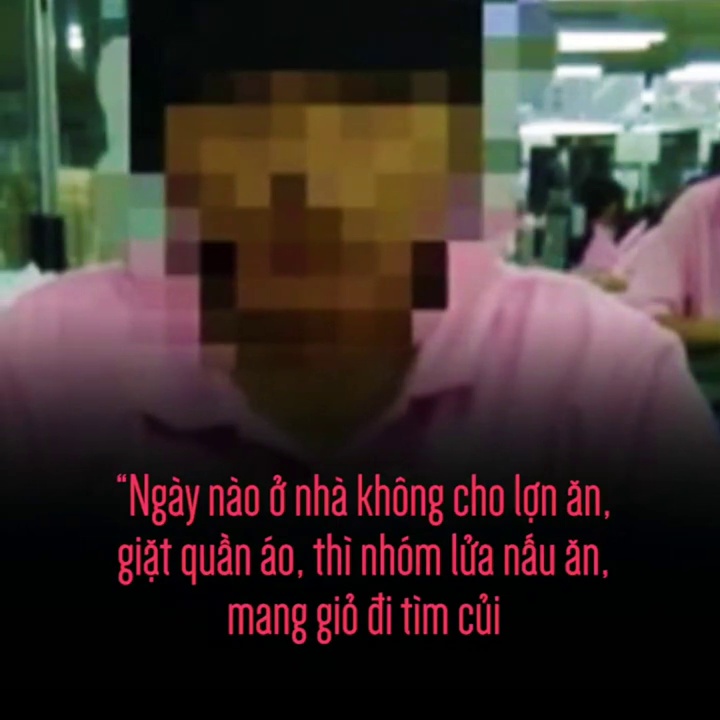 “Ngày nào ở nhà không cho lợn ăn,
giặt quần áo, thì nhóm lửa nấu ăn,
mang giỏ đi tìm củi